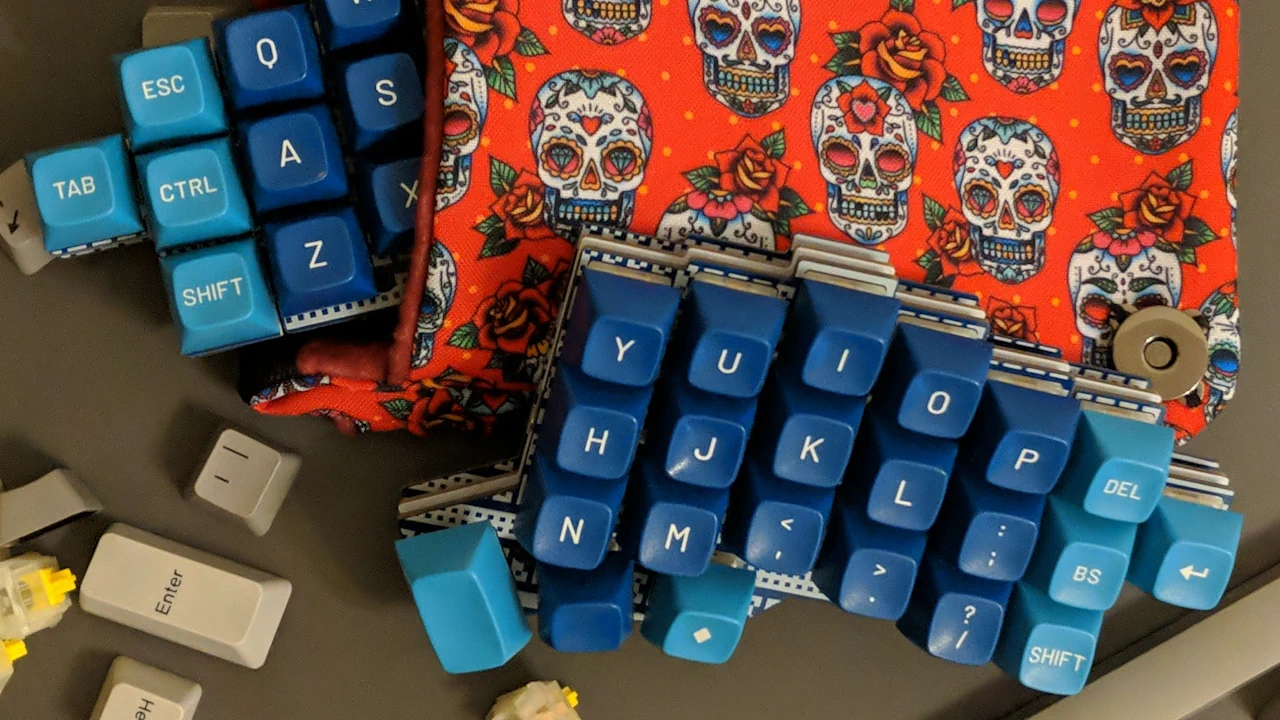 Q
ESC
S
A
TAB
CTRL
X
Z
SHIFT
Y
U
I
O
P
DEL
H
J
K
L
:
;
BS
N
M
<
,
>
.
?
/
SHIFT
Enter